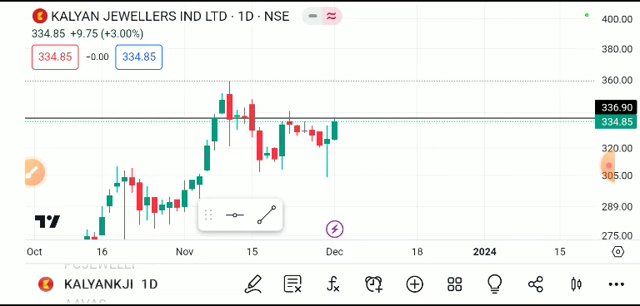 KALYAN JEWELLERS IND LTD · 1D · NSE
334.85 +9.75 (+3.00%)
334.85 −0.00 334.85
400.00
380.00
360.00
336.90
334.85
320.00
305.00
289.00
275.00
Oct 16 Nov 15 Dec 18 2024 15
KALYANKJI 1D